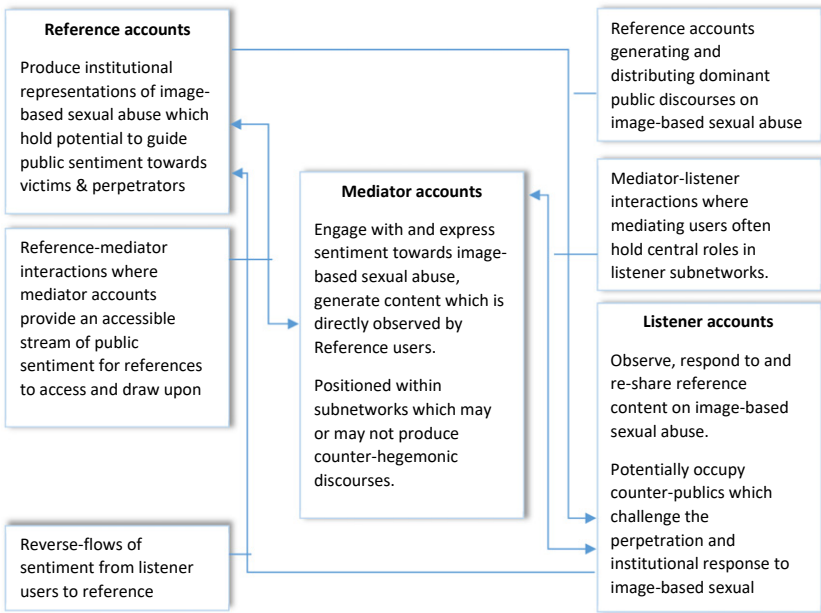 Reference accounts
Produce institutional
representations of image-
based sexual abuse which
hold potential to guide
public sentiment towards
victims & perpetrators
Reference-mediator
interactions where
mediator accounts
provide an accessible
stream of public
sentiment for references
to access and draw upon
Reverse-flows of
sentiment from listener
users to reference
Mediator accounts
Engage with and express
sentiment towards image-
based sexual abuse,
generate content which is
directly observed by
Reference users.
Positioned within
subnetworks which may
or may not produce
counter-hegemonic
discourses.
Reference accounts
generating and
distributing dominant
public discourses on
image-based sexual abuse
Mediator-listener
interactions where
mediating users often
hold central roles in
listener subnetworks.
Listener accounts
Observe, respond to and
re-share reference
content on image-based
sexual abuse.
Potentially occupy
counter-publics which
challenge the
perpetration and
institutional response to
image-based sexual